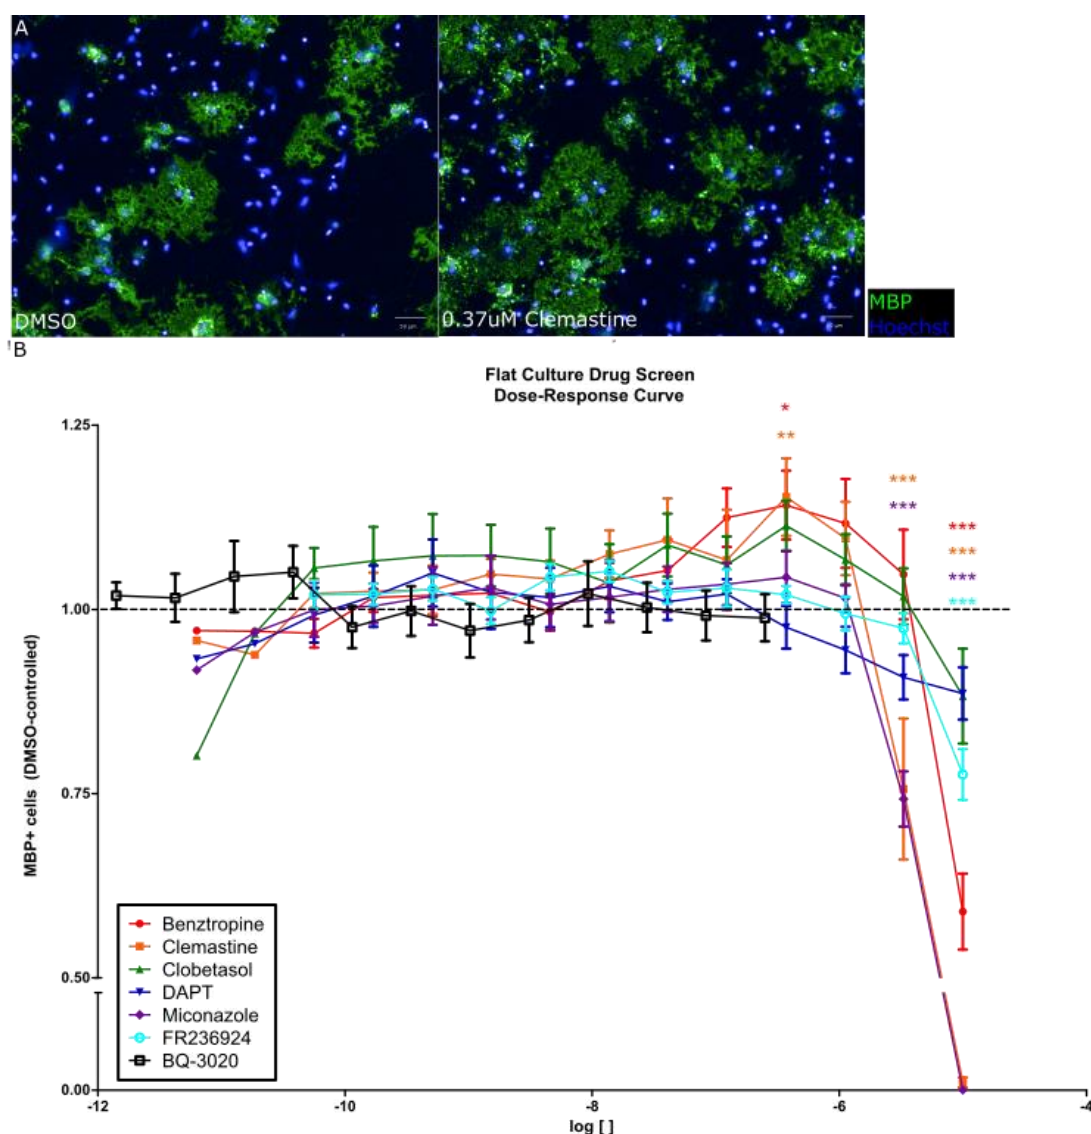 A
DMSO
0.37uM Clemastine
MBP
Hoechst
B
Flat Culture Drug Screen
Dose-Response Curve
*
**
***
***
***
***
***
***
1.25
1.00
0.75
0.50
0.00
MBP+ cells (DMSO-controlled)
Benztropine
Clemastine
Clobetasol
DAPT
Miconazole
FR236924
BQ-3020
-12
-10
-8
-6
-4
log [ ]